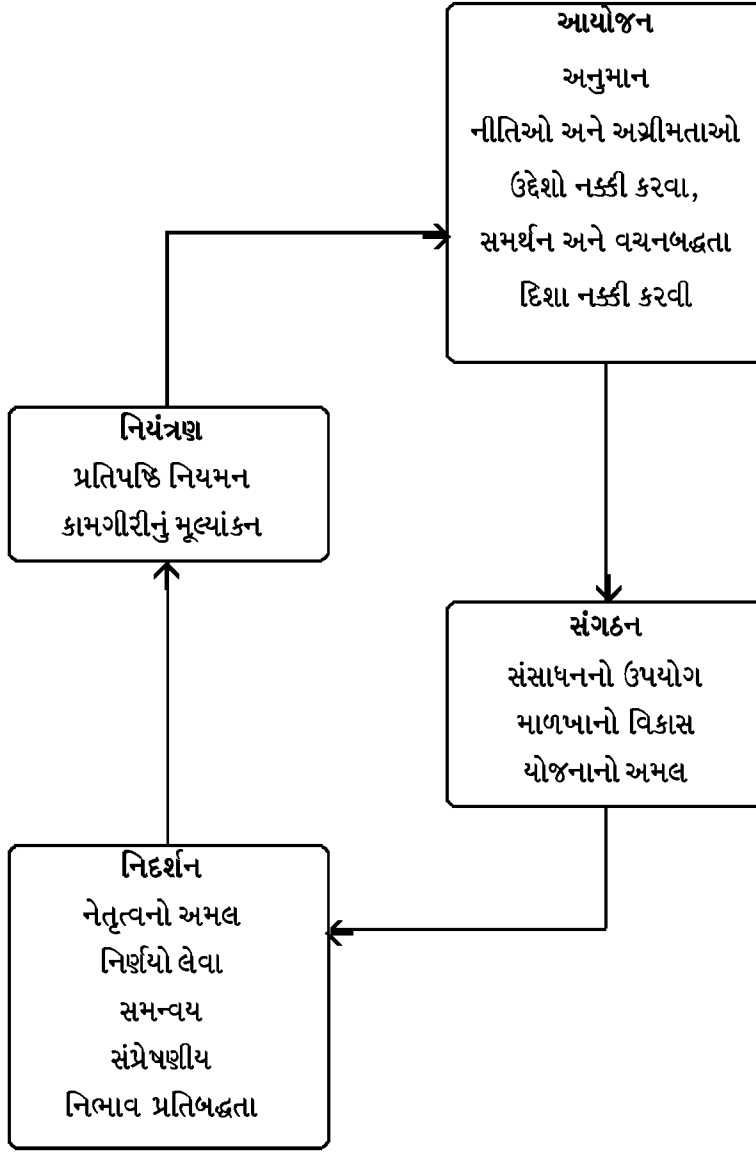 આયોજન
અનુમાન
નીતિઓ અને અગ્રીમતાઓ
ઉદ્દેશો નક્કી કરવા,
સમર્થન અને વચનબદ્ધતા
દિશા નક્કી કરવી
નિયંત્રણ
પ્રતિપષ્ઠિ નિયમન
કામગીરીનું મૂલ્યાંકન
સંગઠન
સંસાધનનો ઉપયોગ
માળખાનો વિકાસ
યોજનાનો અમલ
નિદર્શન
નેતૃત્વનો અમલ
નિર્ણયો લેવા
સમન્વય
સંપ્રેષણીય
નિભાવ પ્રતિબદ્ધતા